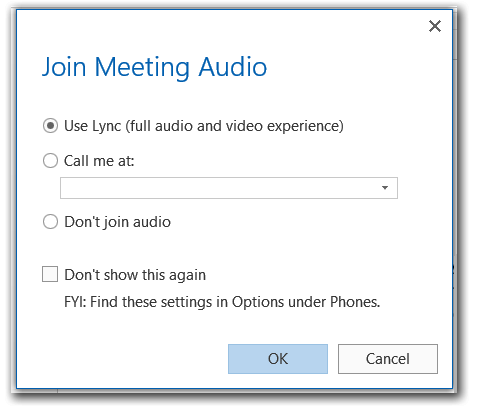 Join Meeting Audio
Use Lync (full audio and video experience)
Call me at:
Don't join audio
Don't show this again
FYI: Find these settings in Options under Phones.
OK Cancel